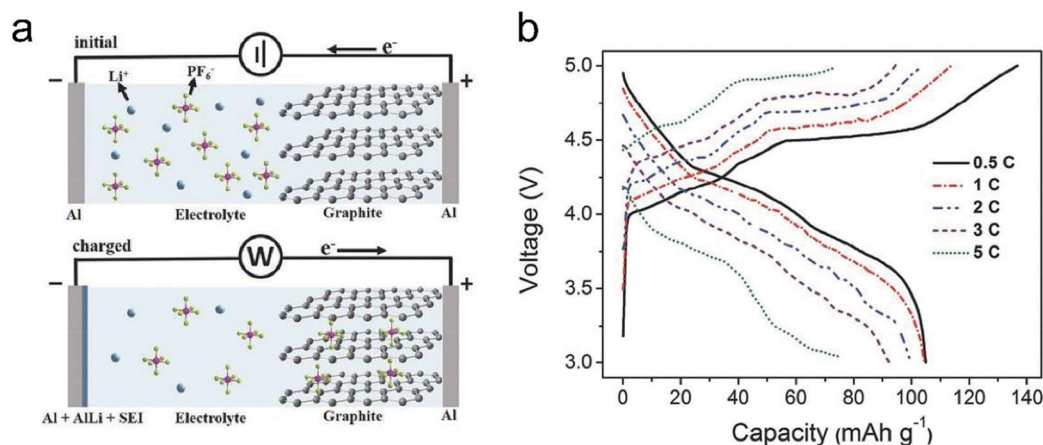 a
initial
e⁻
−
+
Li⁺
PF₆⁻
Al
Electrolyte
Graphite
Al
charged
W
e⁻
−
+
Al + AlLi + SEI
Electrolyte
Graphite
Al
b
Voltage (V)
5.0
4.5
4.0
3.5
3.0
0.5 C
1 C
2 C
3 C
5 C
0 20 40 60 80 100 120 140
Capacity (mAh g⁻¹)